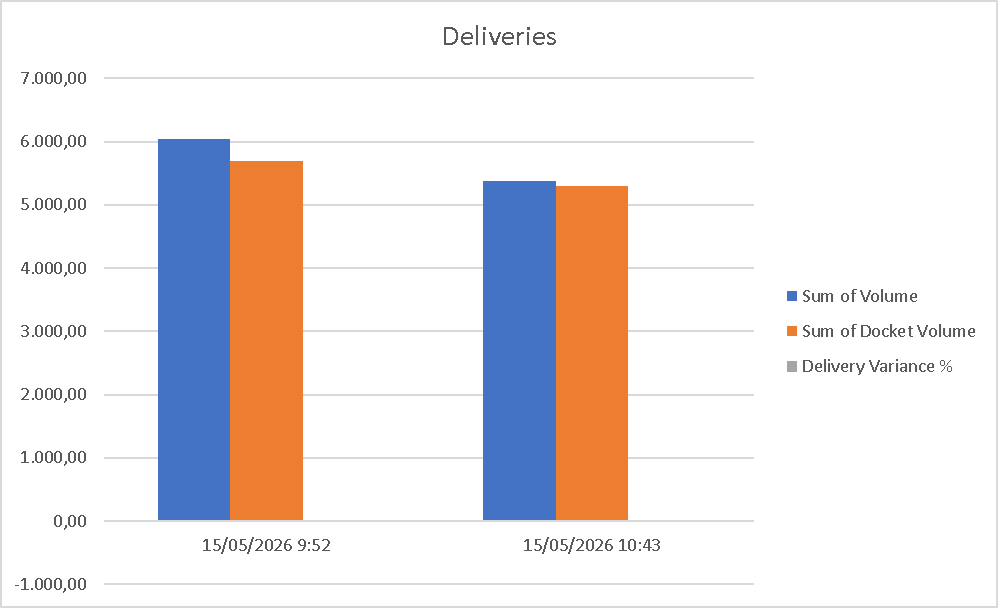 Deliveries
7.000,00
6.000,00
5.000,00
4.000,00
3.000,00
2.000,00
1.000,00
0,00
-1.000,00
15/05/2026 9:52
15/05/2026 10:43
Sum of Volume
Sum of Docket Volume
Delivery Variance %